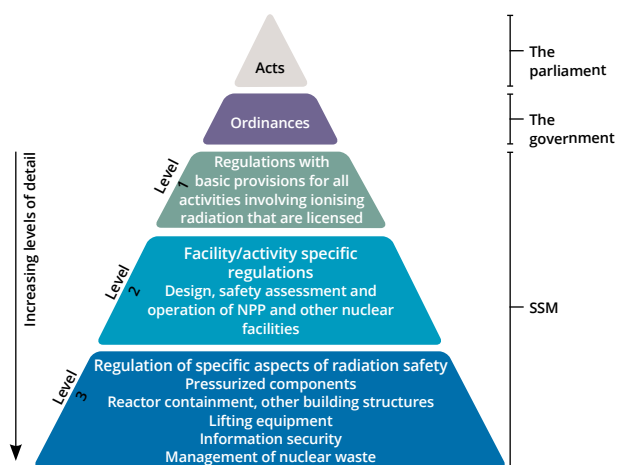 Acts
The
parliament
Ordinances
The
government
Increasing levels of detail
Level
1
Regulations with
basic provisions for all
activities involving ionising
radiation that are licensed
Level
2
Facility/activity specific
regulations
Design, safety assessment and
operation of NPP and other nuclear
facilities
SSM
Level
3
Regulation of specific aspects of radiation safety
Pressurized components
Reactor containment, other building structures
Lifting equipment
Information security
Management of nuclear waste